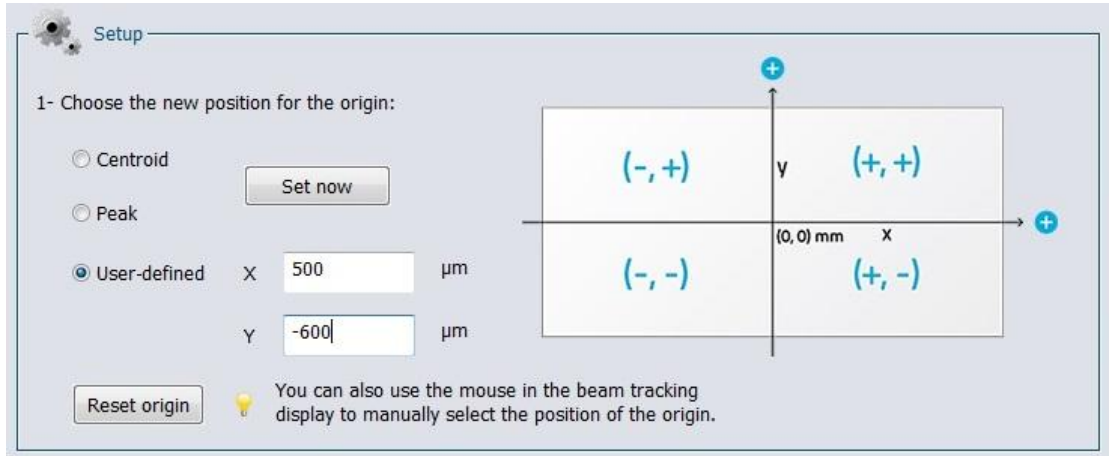 Setup
1- Choose the new position for the origin:
Centroid
Set now
Peak
User-defined X 500 µm
Y -600 µm
Reset origin
You can also use the mouse in the beam tracking
display to manually select the position of the origin.
+
(-, +) y (+, +)
+
(0, 0) mm x
(-, -) (+, -)